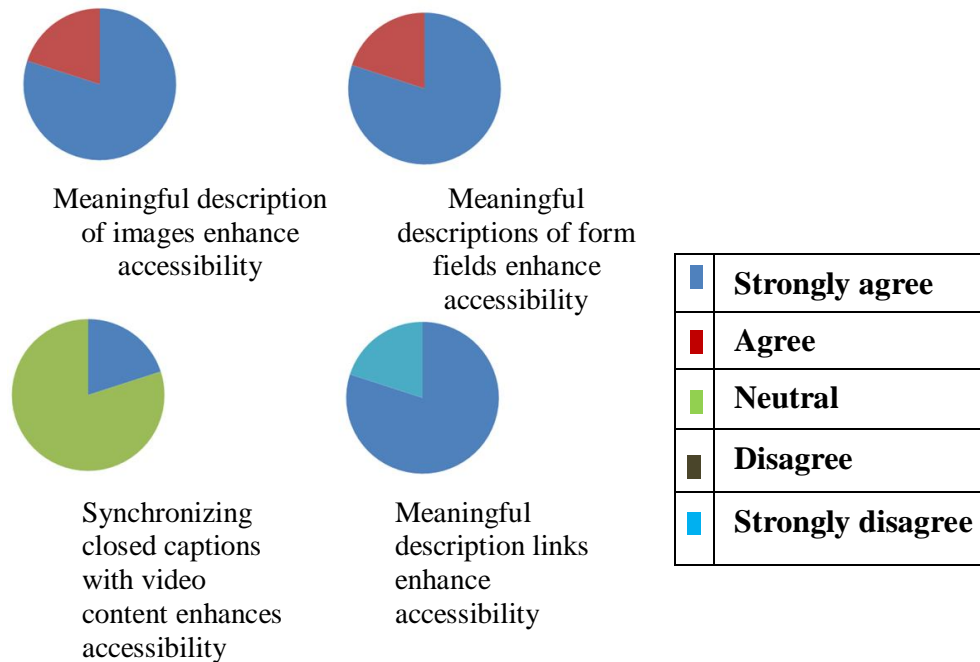 Meaningful description
of images enhance
accessibility
Meaningful
descriptions of form
fields enhance
accessibility
Synchronizing
closed captions
with video
content enhances
accessibility
Meaningful
description links
enhance
accessibility
Strongly agree
Agree
Neutral
Disagree
Strongly disagree